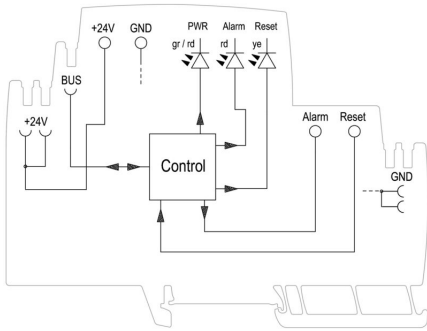 +24V GND PWR Alarm Reset
gr / rd rd ye
BUS
+24V
Alarm Reset
Control
GND